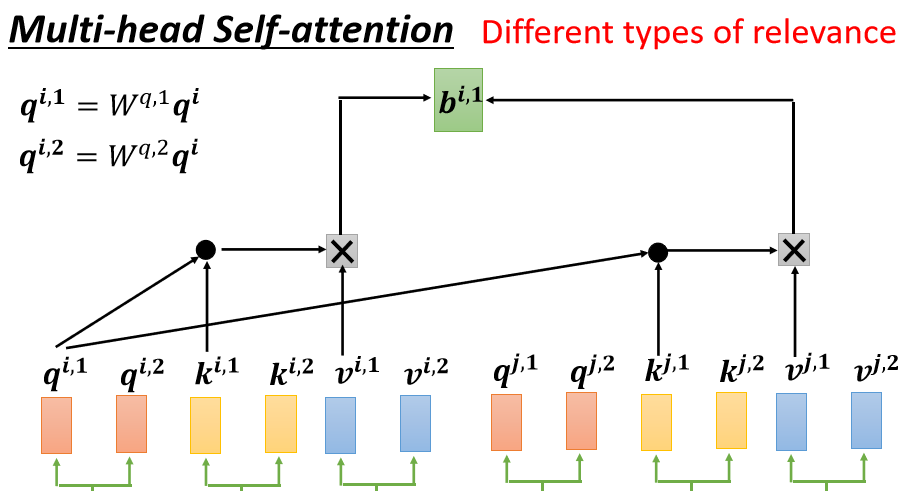 Multi-head Self-attention Different types of relevance
b^{i,1}
q^{i,1} = W^{q,1}q^{i}
q^{i,2} = W^{q,2}q^{i}
q^{i,1} q^{i,2} k^{i,1} k^{i,2} v^{i,1} v^{i,2} q^{j,1} q^{j,2} k^{j,1} k^{j,2} v^{j,1} v^{j,2}